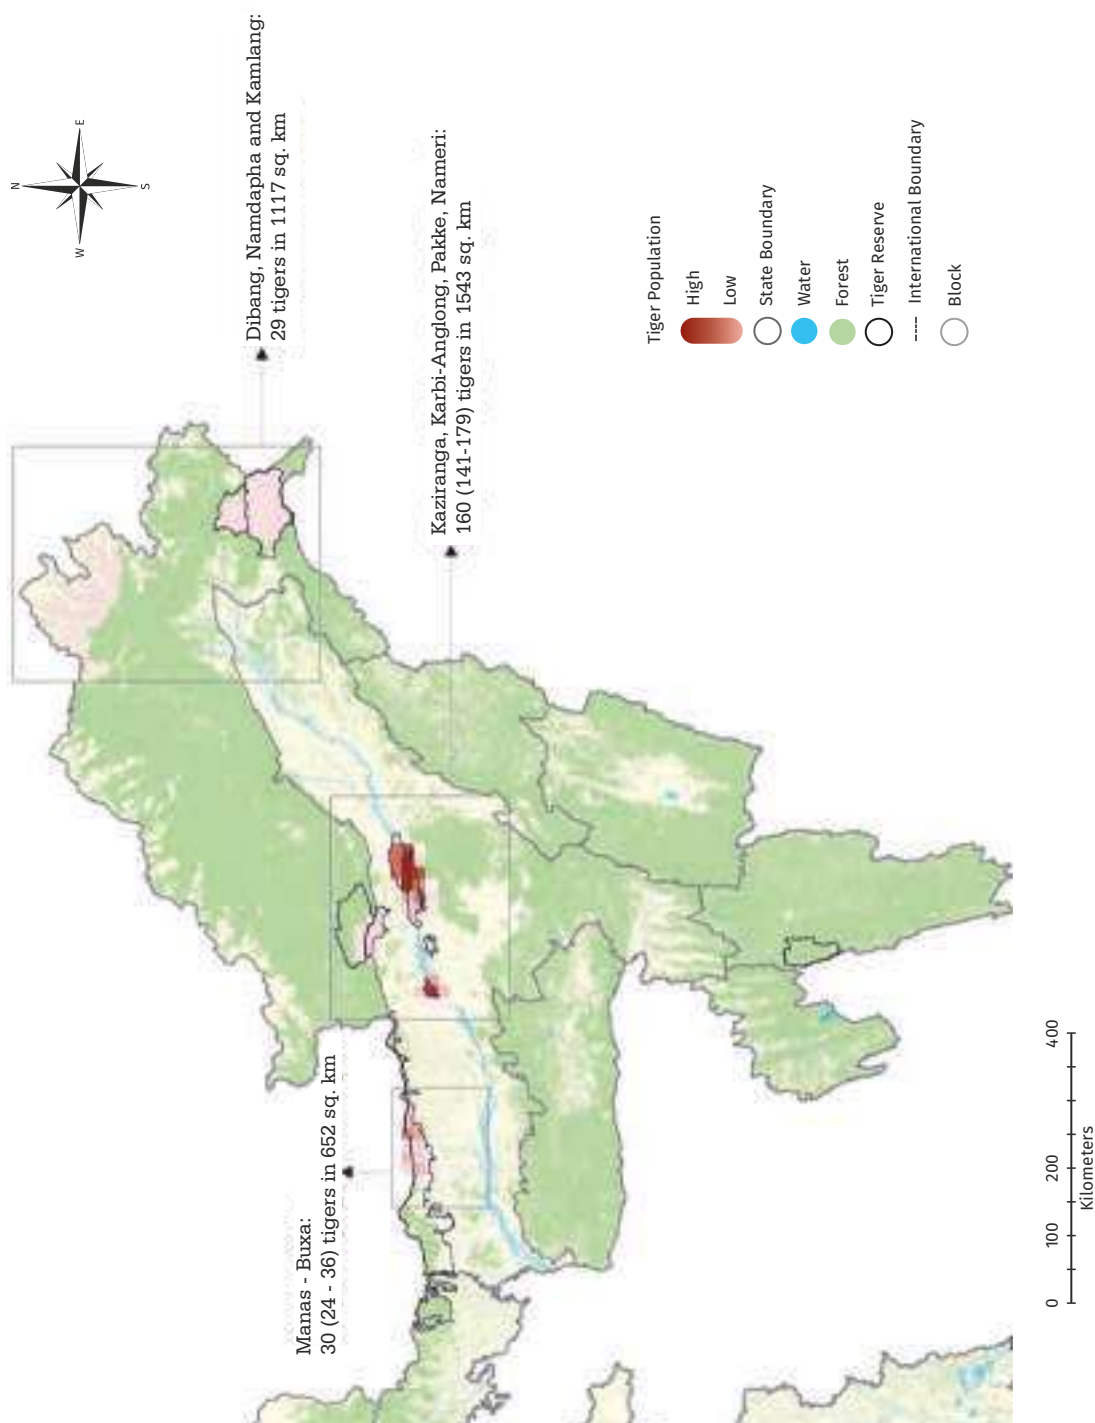 N
E
W
S
Dibang, Namdapha and Kamlang:
29 tigers in 1117 sq. km
Kaziranga, Karbi-Anglong, Pakke, Nameri:
160 (141-179) tigers in 1543 sq. km
Manas - Buxa:
30 (24 - 36) tigers in 652 sq. km
Tiger Population
High
Low
State Boundary
Water
Forest
Tiger Reserve
International Boundary
Block
0 100 200 400
Kilometers